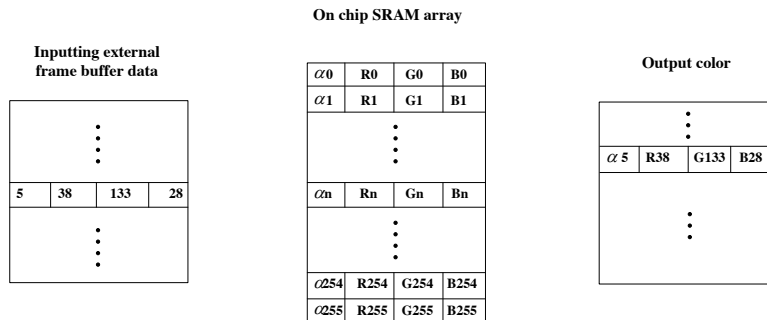 On chip SRAM array
Inputting external
frame buffer data
5 38 133 28
α0 R0 G0 B0
α1 R1 G1 B1
αn Rn Gn Bn
α254 R254 G254 B254
α255 R255 G255 B255
Output color
α 5 R38 G133 B28